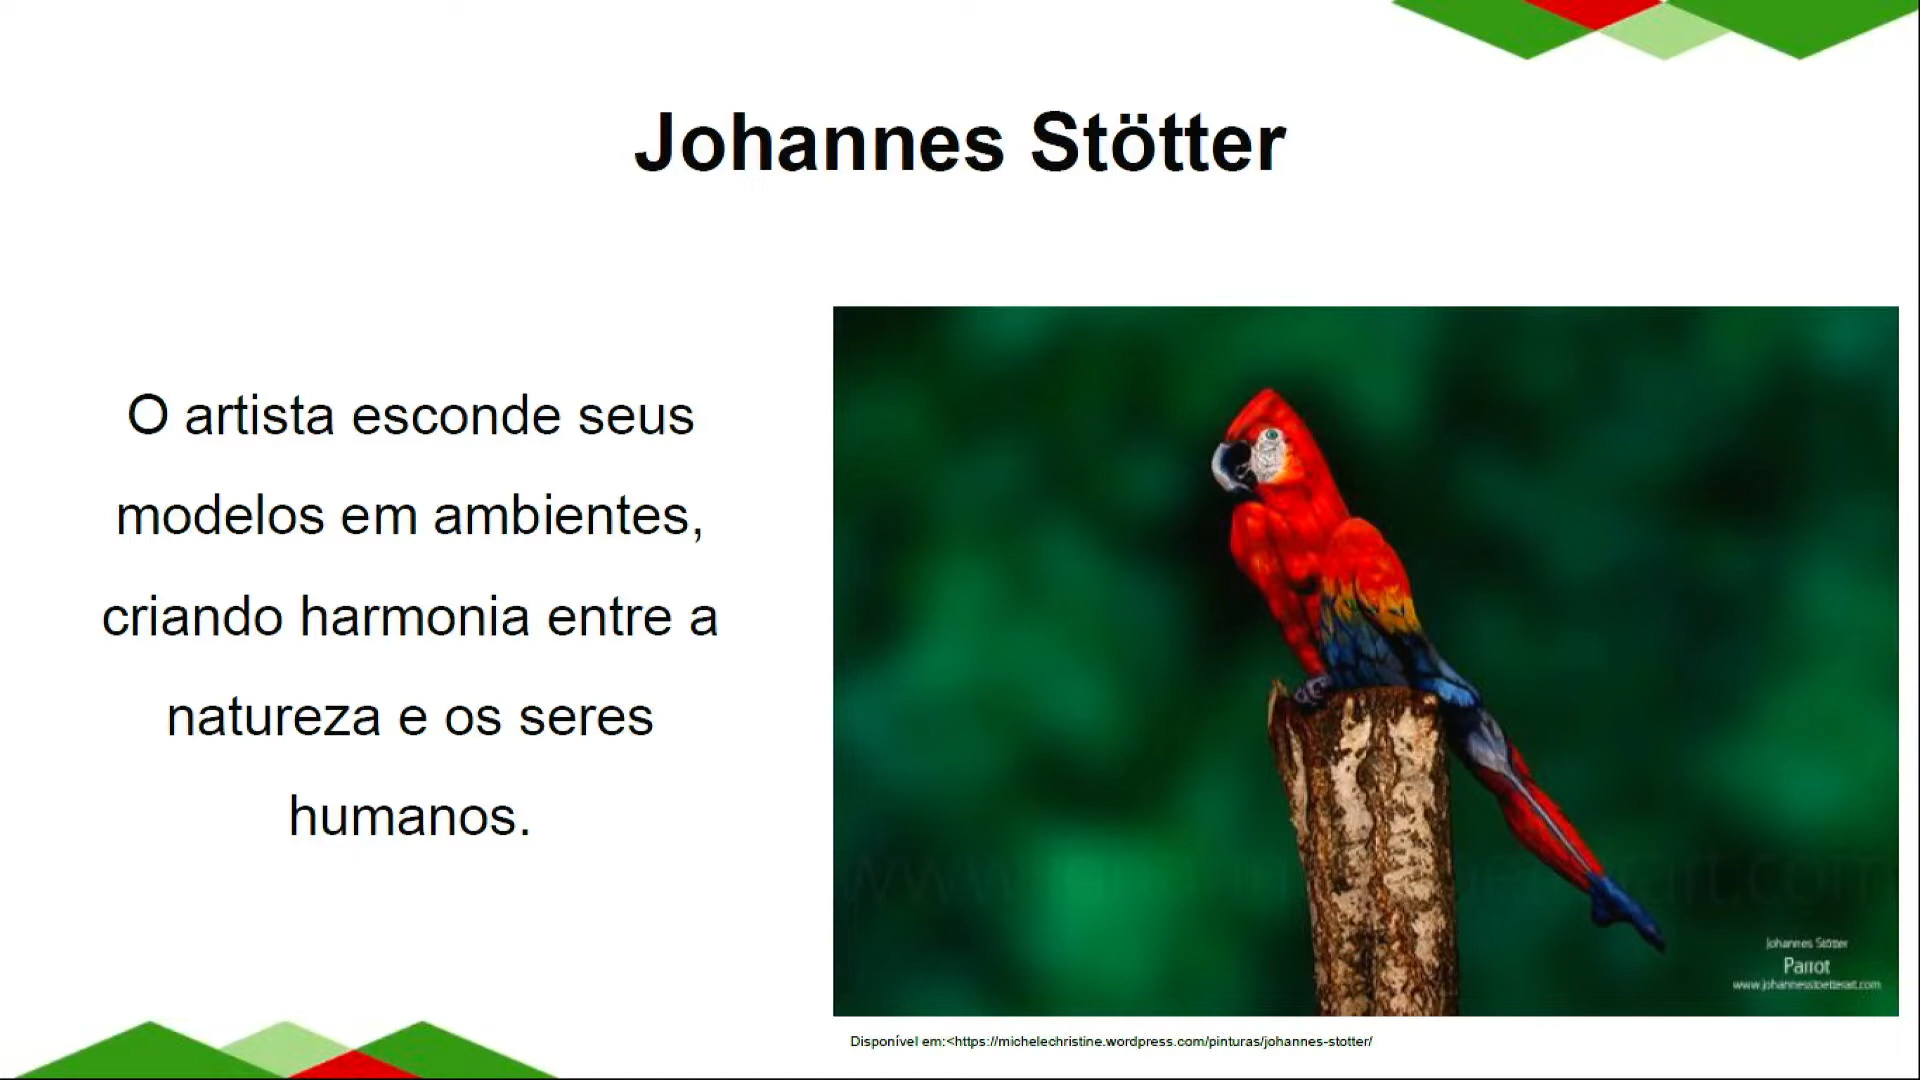 Johannes Stötter
O artista esconde seus
modelos em ambientes,
criando harmonia entre a
natureza e os seres
humanos.
Johannes Stötter
Parrot
www.johannesstoetterart.com
Disponível em:<https://michelechristine.wordpress.com/pinturas/johannes-stotter/